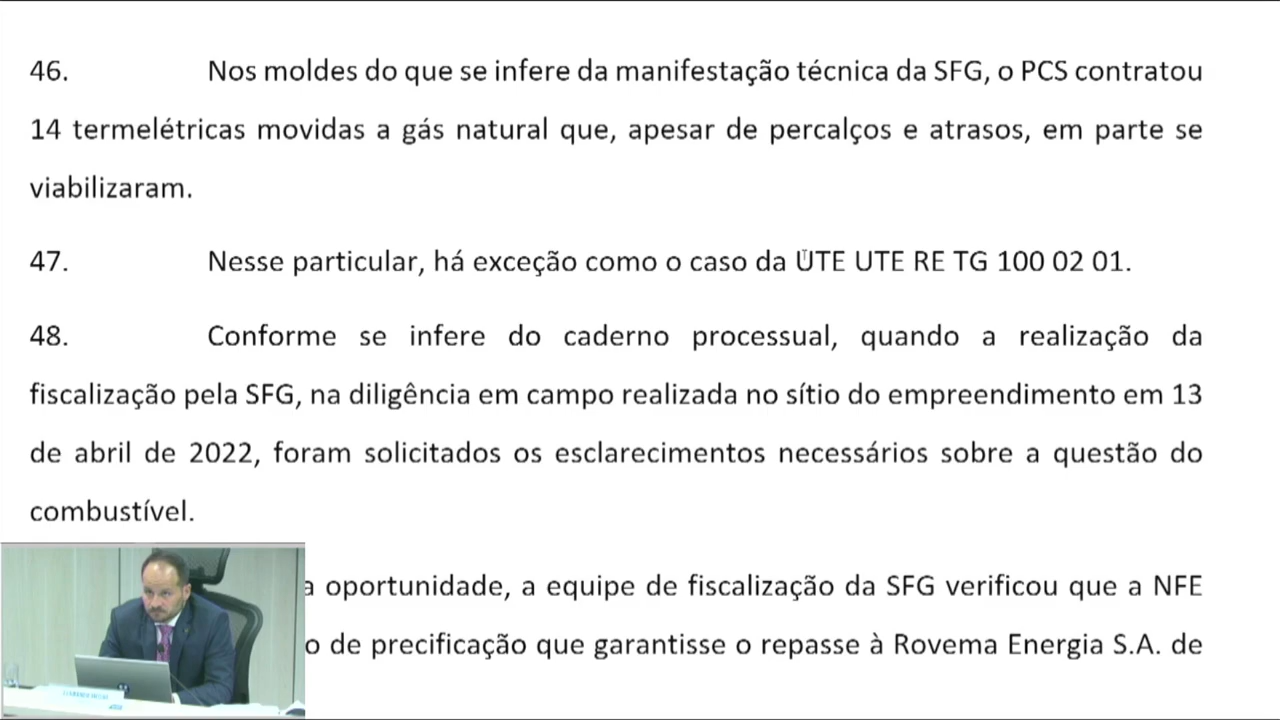 46. Nos moldes do que se infere da manifestação técnica da SFG, o PCS contratou
14 termelétricas movidas a gás natural que, apesar de percalços e atrasos, em parte se
viabilizaram.
47. Nesse particular, há exceção como o caso da UTE UTE RE TG 100 02 01.
48. Conforme se infere do caderno processual, quando a realização da
fiscalização pela SFG, na diligência em campo realizada no sítio do empreendimento em 13
de abril de 2022, foram solicitados os esclarecimentos necessários sobre a questão do
combustível.
a oportunidade, a equipe de fiscalização da SFG verificou que a NFE
o de precificação que garantisse o repasse à Rovema Energia S.A. de